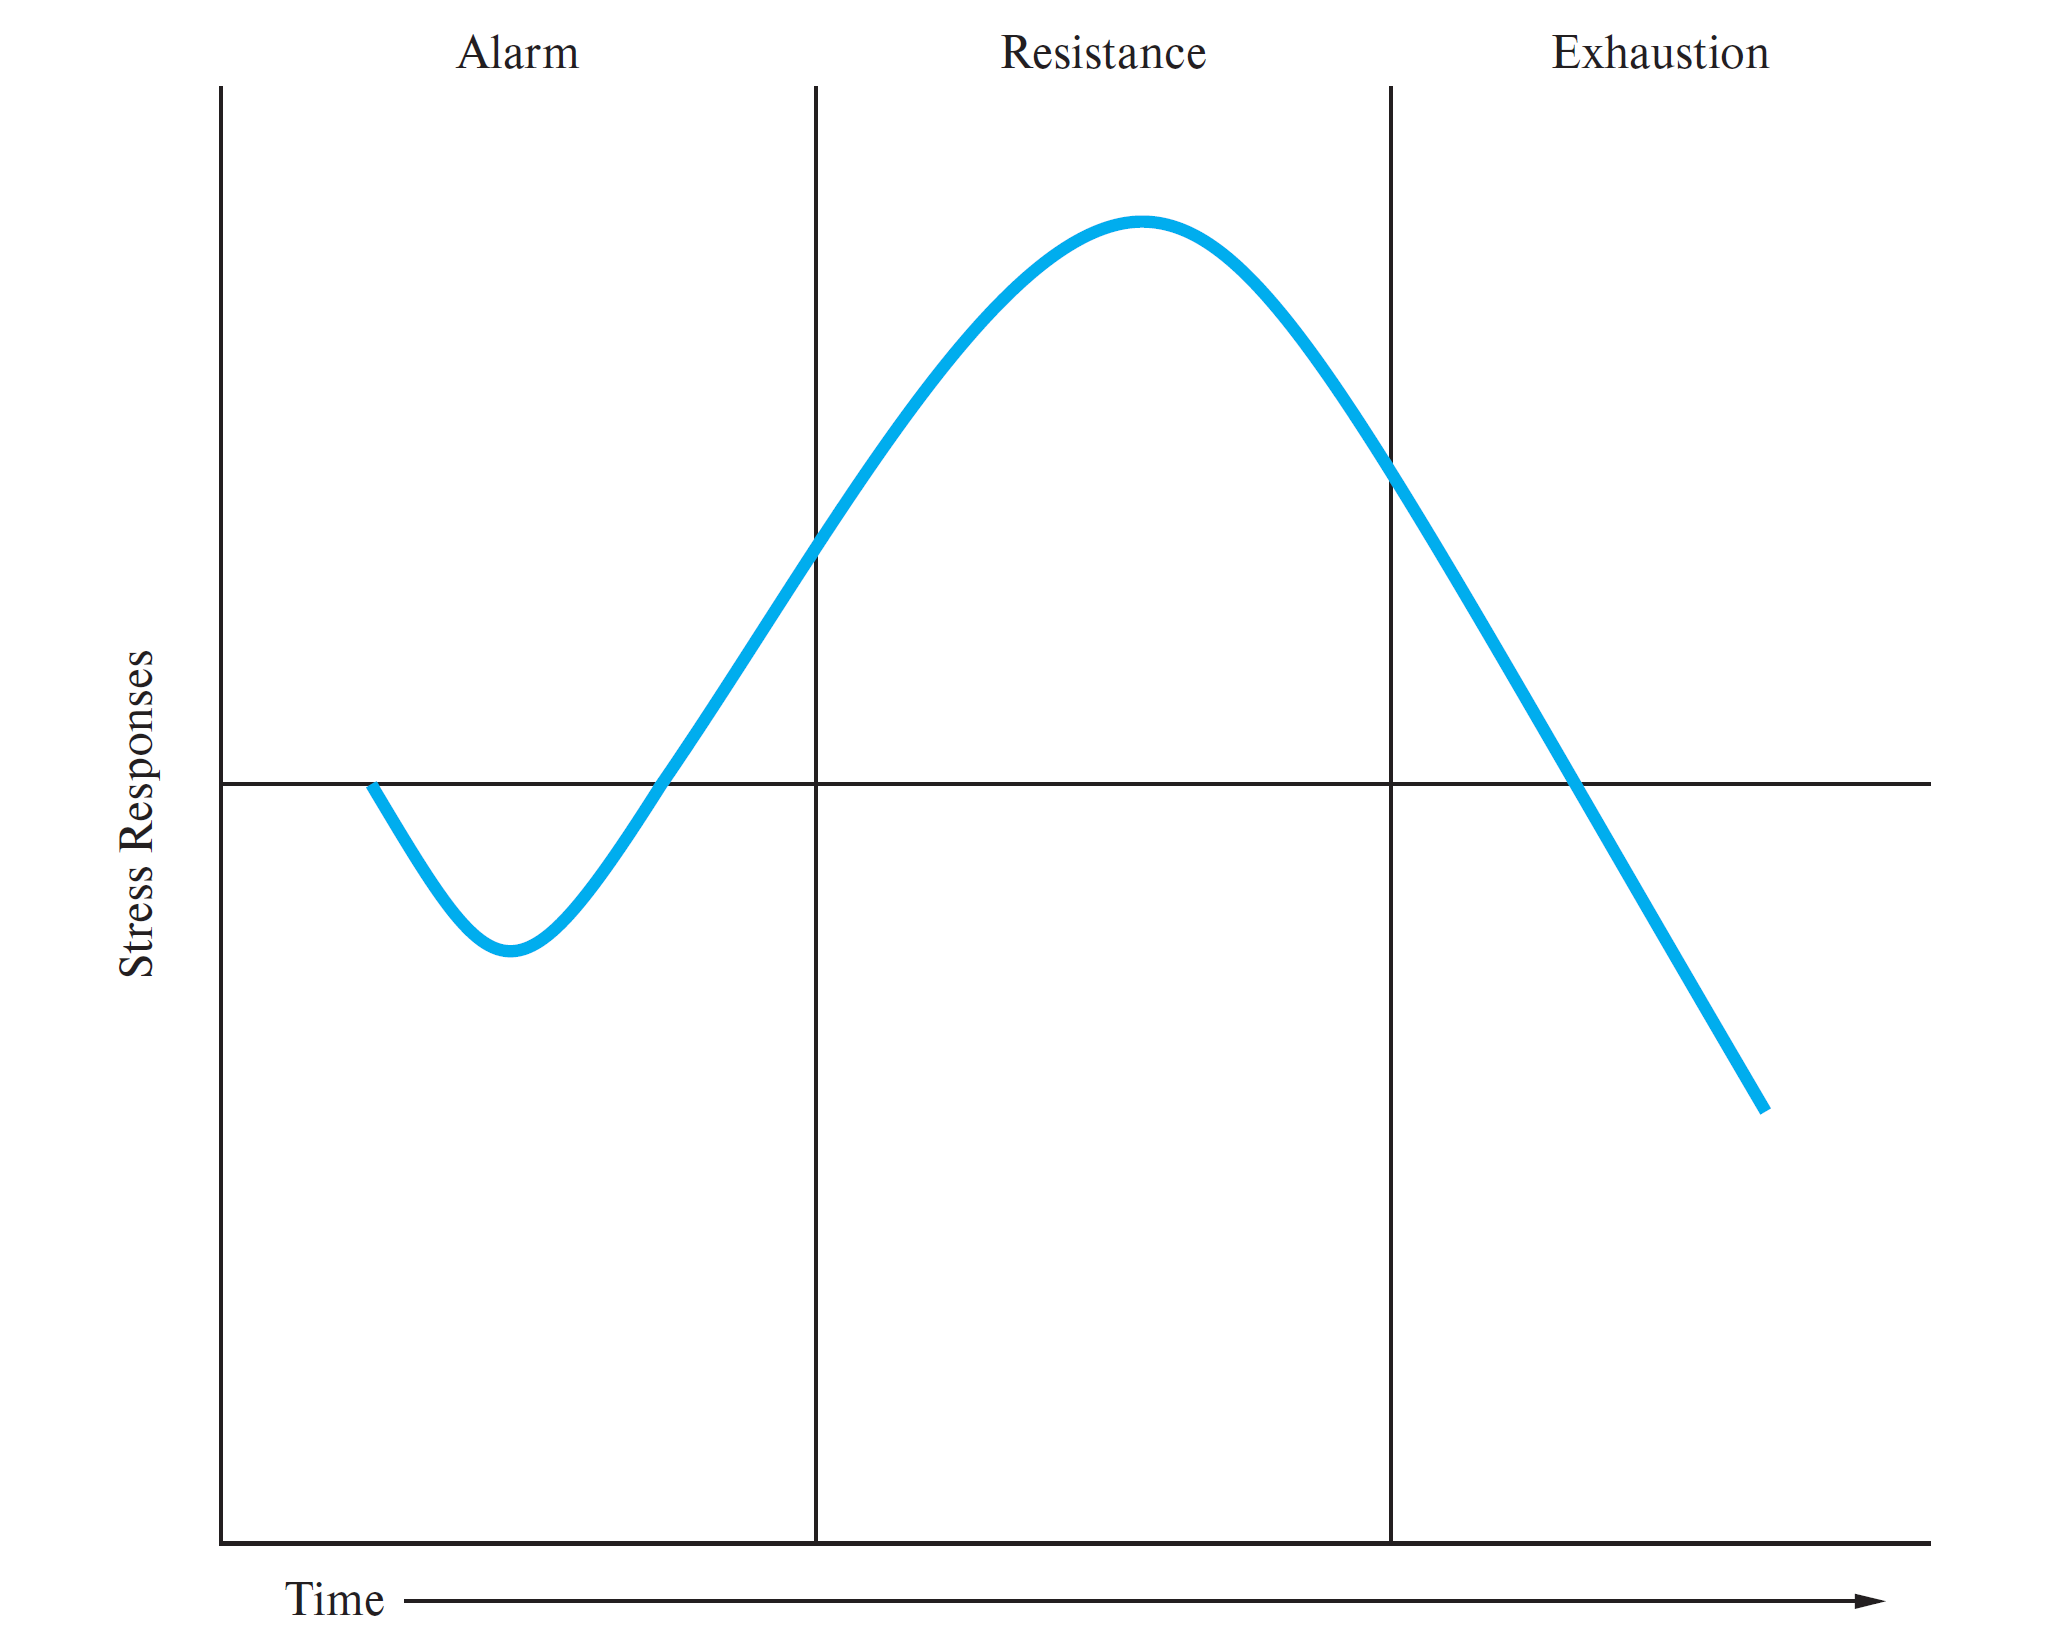 Alarm
Resistance
Exhaustion
Stress Responses
Time